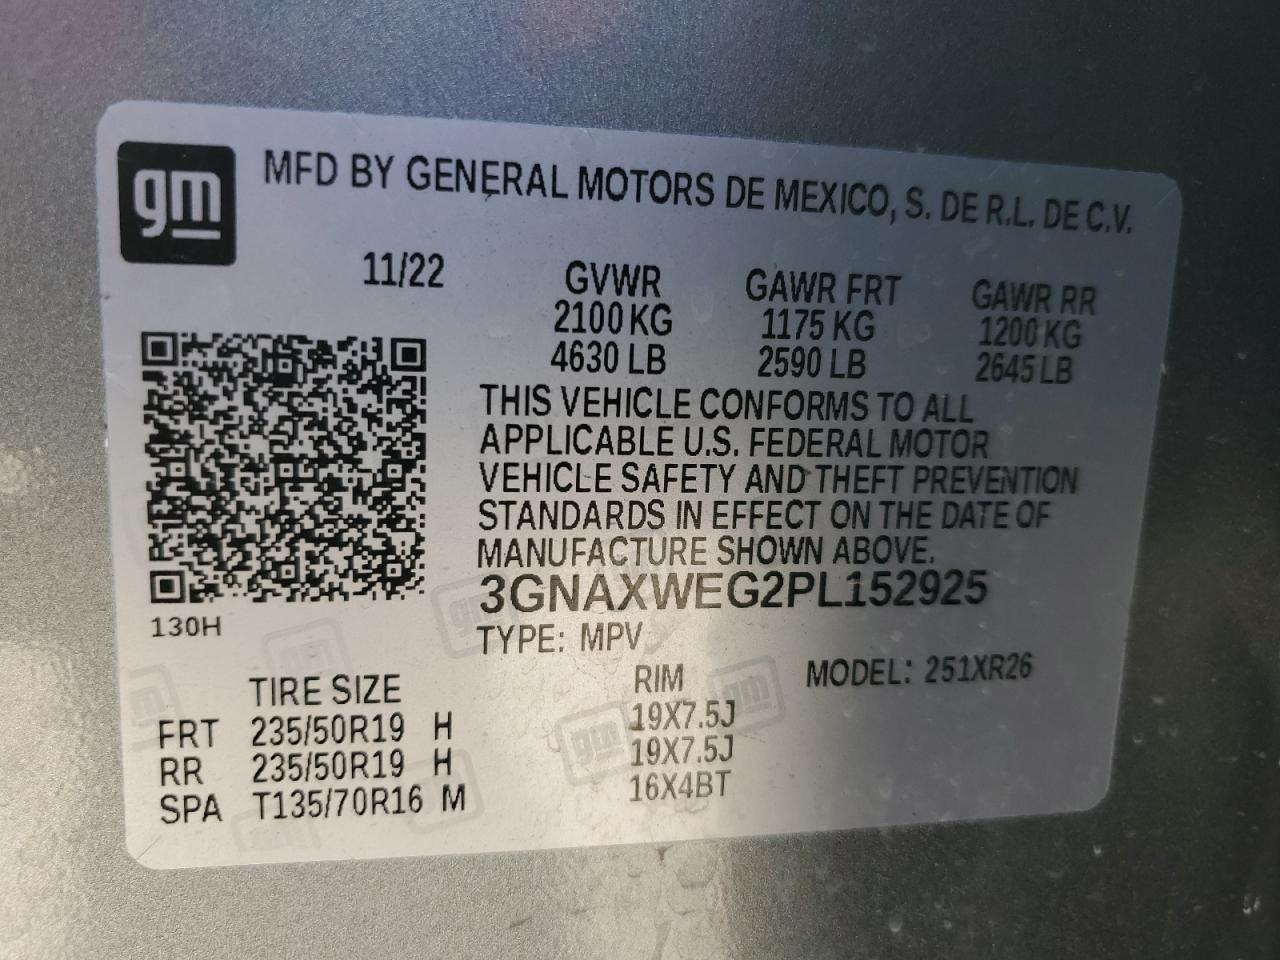 gm
MFD BY GENERAL MOTORS DE MEXICO, S. DE R.L. DE C.V.
11/22 GVWR GAWR FRT GAWR RR
2100 KG 1175 KG 1200 KG
4630 LB 2590 LB 2645 LB
THIS VEHICLE CONFORMS TO ALL
APPLICABLE U.S. FEDERAL MOTOR
VEHICLE SAFETY AND THEFT PREVENTION
STANDARDS IN EFFECT ON THE DATE OF
MANUFACTURE SHOWN ABOVE.
3GNAXWEG2PL152925
130H
TYPE: MPV MODEL: 251XR26
TIRE SIZE RIM
FRT 235/50R19 H 19X7.5J
RR 235/50R19 H 19X7.5J
SPA T135/70R16 M 16X4BT